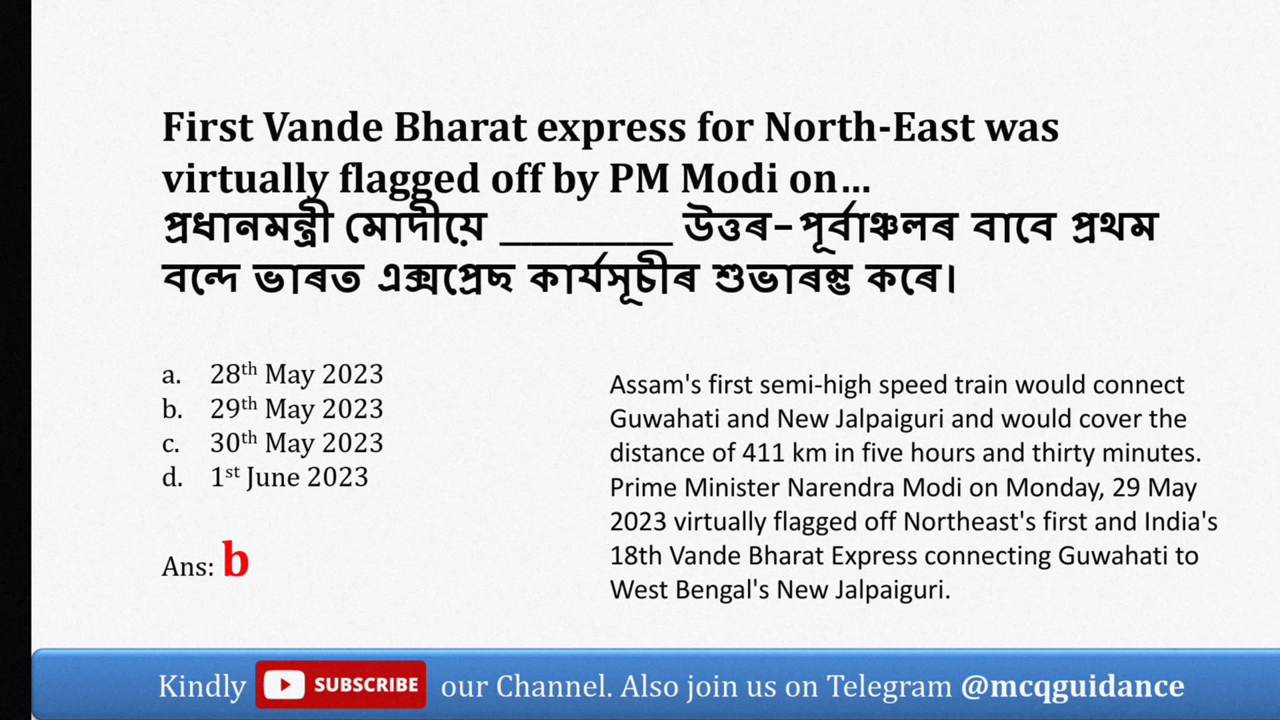 First Vande Bharat express for North-East was
virtually flagged off by PM Modi on...
প্ৰধানমন্ত্ৰী মোদীয়ে __________ উত্তৰ-পূৰ্বাঞ্চলৰ বাবে প্ৰথম
বন্দে ভাৰত এক্সপ্ৰেছ কাৰ্যসূচীৰ শুভাৰম্ভ কৰে।
a. 28th May 2023
b. 29th May 2023
c. 30th May 2023
d. 1st June 2023
Ans: b
Assam's first semi-high speed train would connect
Guwahati and New Jalpaiguri and would cover the
distance of 411 km in five hours and thirty minutes.
Prime Minister Narendra Modi on Monday, 29 May
2023 virtually flagged off Northeast's first and India's
18th Vande Bharat Express connecting Guwahati to
West Bengal's New Jalpaiguri.
Kindly SUBSCRIBE our Channel. Also join us on Telegram @mcqguidance